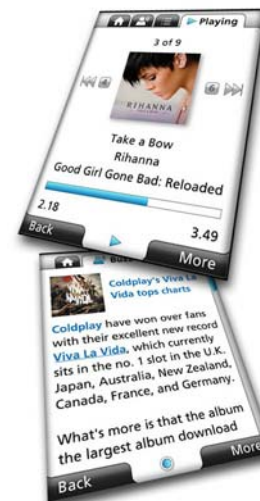 Playing
3 of 9
RIHANNA
Take a Bow
Rihanna
Good Girl Gone Bad: Reloaded
2.18
3.49
Back
More
Coldplay's Viva La
Vida tops charts
VIVA LA VIDA
Coldplay have won over fans
with their excellent new record
Viva La Vida, which currently
sits in the no. 1 slot in the U.K.
Japan, Australia, New Zealand,
Canada, France, and Germany.
What's more is that the album
the largest album download
Back
More